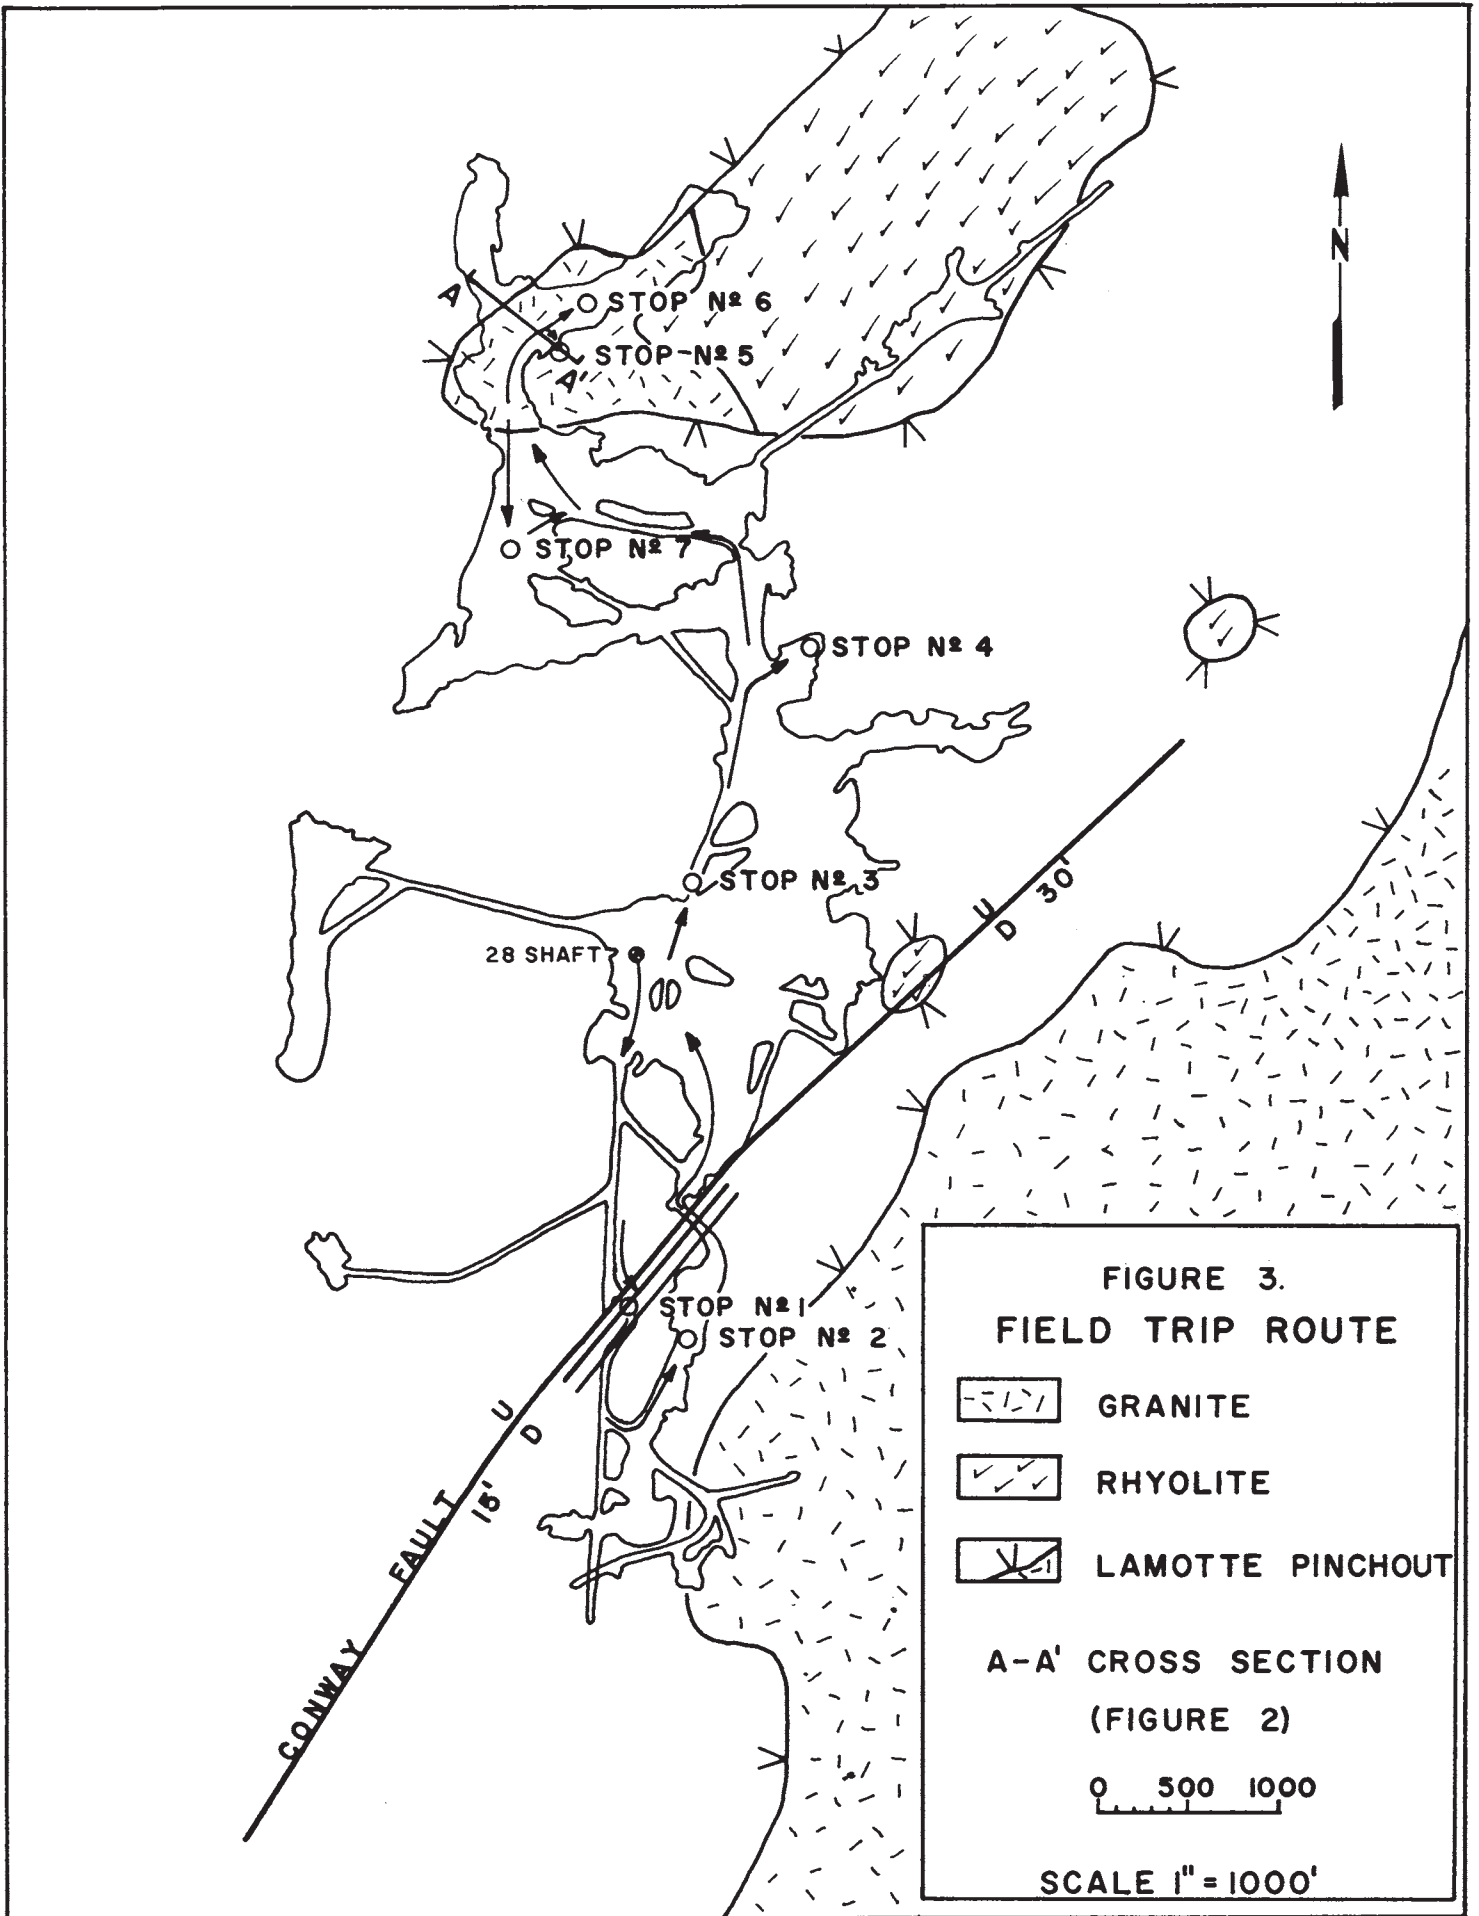 N
A
STOP Nº 6
STOP-Nº 5
A'
STOP Nº 7
STOP Nº 4
STOP Nº 3
U
D
30'
28 SHAFT
STOP Nº 1
STOP Nº 2
U
D
15'
CONWAY FAULT
FIGURE 3.
FIELD TRIP ROUTE
GRANITE
RHYOLITE
LAMOTTE PINCHOUT
A-A' CROSS SECTION
(FIGURE 2)
0 500 1000
SCALE 1" = 1000'